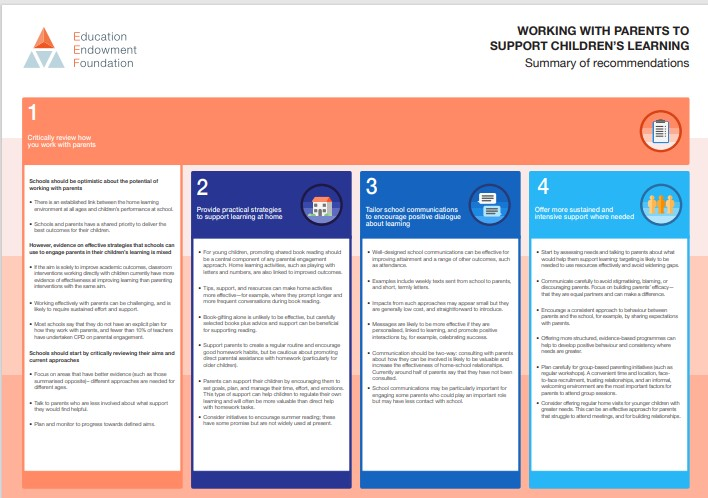 Education
Endowment
Foundation
WORKING WITH PARENTS TO
SUPPORT CHILDREN'S LEARNING
Summary of recommendations
1
Critically review how
you work with parents
Schools should be optimistic about the potential of
working with parents
• There is an established link between the home learning
environment at all ages and children's performance at school.
• Schools and parents have a shared priority to deliver the
best outcomes for their children.
However, evidence on effective strategies that schools can
use to engage parents in their children's learning is mixed
• If the aim is solely to improve academic outcomes, classroom
interventions working directly with children currently have more
evidence of effectiveness at improving learning than parenting
interventions with the same aim.
• Working effectively with parents can be challenging, and is
likely to require sustained effort and support.
• Most schools say that they do not have an explicit plan for
how they work with parents, and fewer than 10% of teachers
have undertaken CPD on parental engagement.
Schools should start by critically reviewing their aims and
current approaches
• Focus on areas that have better evidence (such as those
summarised opposite)– different approaches are needed for
different ages.
• Talk to parents who are less involved about what support
they would find helpful.
• Plan and monitor to progress towards defined aims.
2
Provide practical strategies
to support learning at home
• For young children, promoting shared book reading should
be a central component of any parental engagement
approach. Home learning activities, such as playing with
letters and numbers, are also linked to improved outcomes.
• Tips, support, and resources can make home activities
more effective—for example, where they prompt longer and
more frequent conversations during book reading.
• Book-gifting alone is unlikely to be effective, but carefully
selected books plus advice and support can be beneficial
for supporting reading.
• Support parents to create a regular routine and encourage
good homework habits, but be cautious about promoting
direct parental assistance with homework (particularly for
older children).
• Parents can support their children by encouraging them to
set goals, plan, and manage their time, effort, and emotions.
This type of support can help children to regulate their own
learning and will often be more valuable than direct help
with homework tasks.
• Consider initiatives to encourage summer reading; these
have some promise but are not widely used at present.
3
Tailor school communications
to encourage positive dialogue
about learning
• Well-designed school communications can be effective for
improving attainment and a range of other outcomes, such
as attendance.
• Examples include weekly texts sent from school to parents,
and short, termly letters.
• Impacts from such approaches may appear small but they
are generally low cost, and straightforward to introduce.
• Messages are likely to be more effective if they are
personalised, linked to learning, and promote positive
interactions by, for example, celebrating success.
• Communication should be two-way: consulting with parents
about how they can be involved is likely to be valuable and
increase the effectiveness of home-school relationships.
Currently around half of parents say that they have not been
consulted.
• School communications may be particularly important for
engaging some parents who could play an important role
but may have less contact with school.
4
Offer more sustained and
intensive support where needed
• Start by assessing needs and talking to parents about what
would help them support learning: targeting is likely to be
needed to use resources effectively and avoid widening gaps.
• Communicate carefully to avoid stigmatising, blaming, or
discouraging parents. Focus on building parents' efficacy—
that they are equal partners and can make a difference.
• Encourage a consistent approach to behaviour between
parents and the school, for example, by sharing expectations
with parents.
• Offering more structured, evidence-based programmes can
help to develop positive behaviour and consistency where
needs are greater.
• Plan carefully for group-based parenting initiatives (such as
regular workshops). A convenient time and location, face-
to-face recruitment, trusting relationships, and an informal,
welcoming environment are the most important factors for
parents to attend group sessions.
• Consider offering regular home visits for younger children with
greater needs. This can be an effective approach for parents
that struggle to attend meetings, and for building relationships.